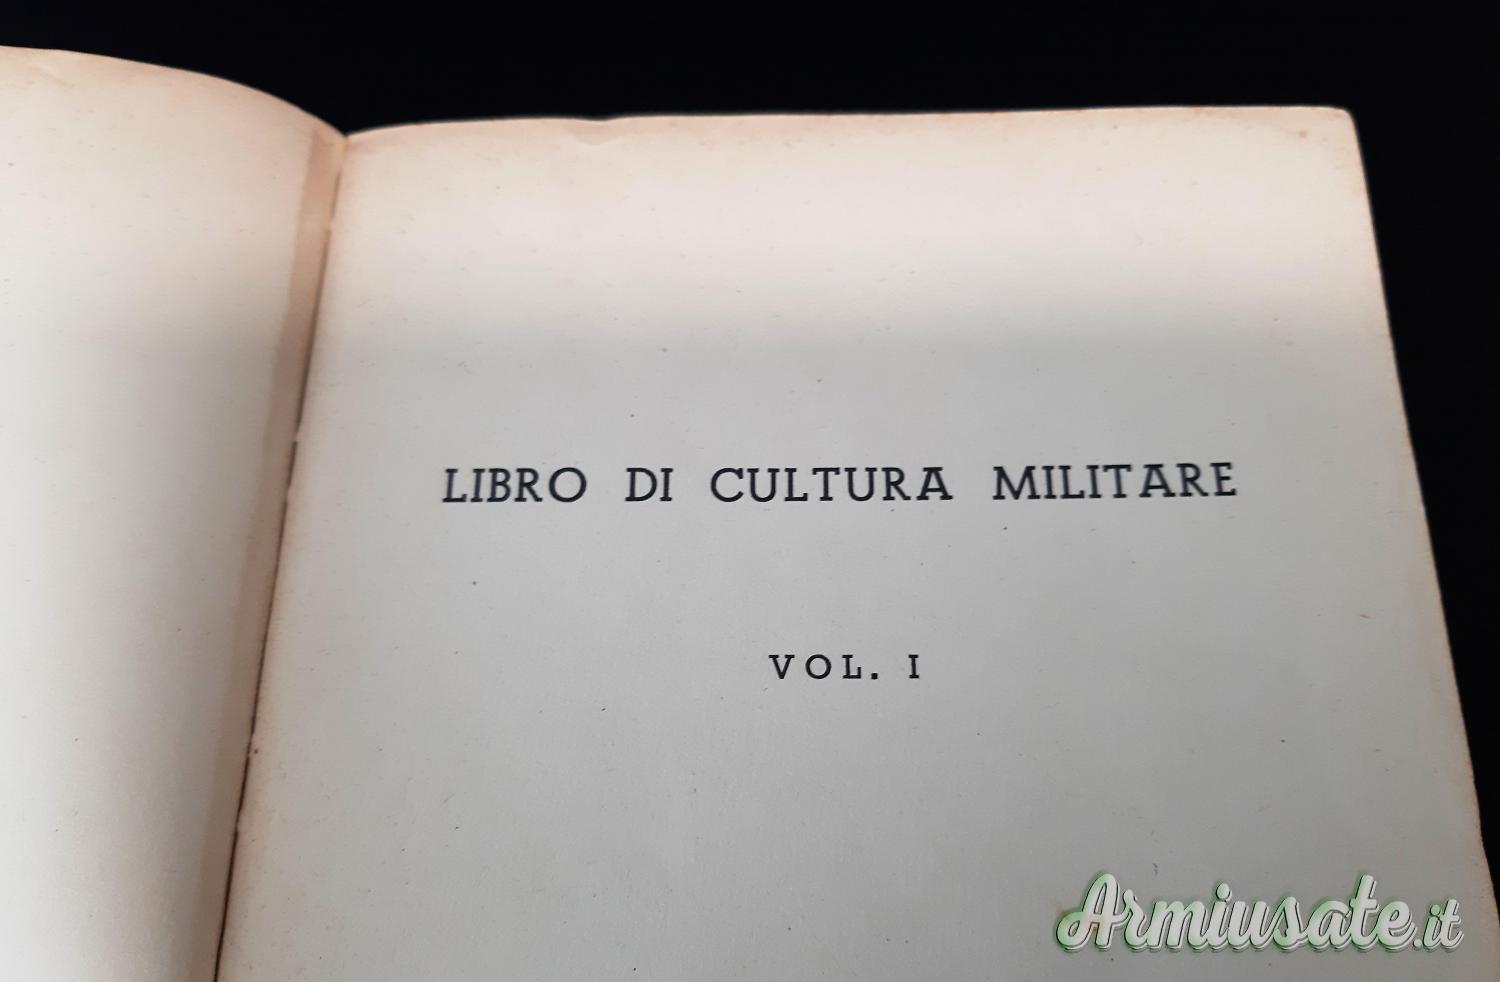 LIBRO DI CULTURA MILITARE
VOL. I
Armiusate.it